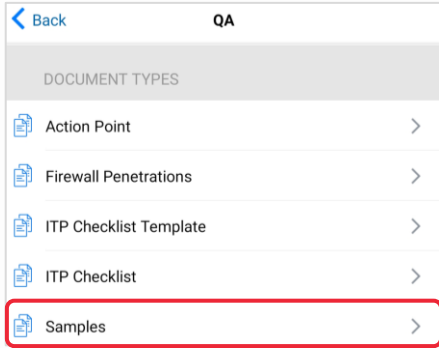 Back
QA
DOCUMENT TYPES
Action Point
Firewall Penetrations
ITP Checklist Template
ITP Checklist
Samples